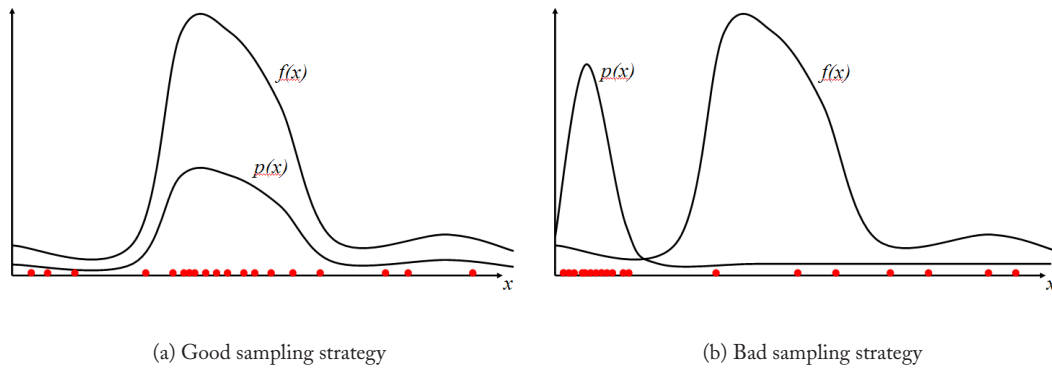 f(x)
p(x)
x
(a) Good sampling strategy
p(x)
f(x)
x
(b) Bad sampling strategy